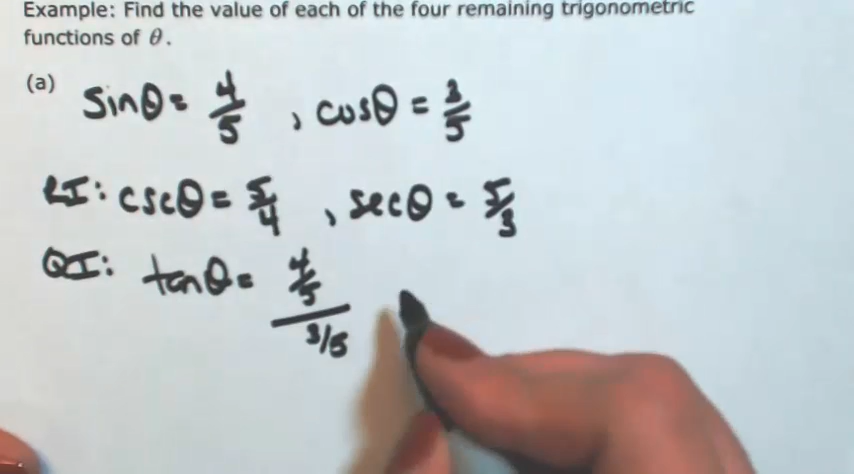 Example: Find the value of each of the four remaining trigonometric
functions of θ.
(a) sinθ = 4/5 , cosθ = 3/5
RI: cscθ = 5/4 , secθ = 5/3
QI: tanθ = 4/5 / 3/5